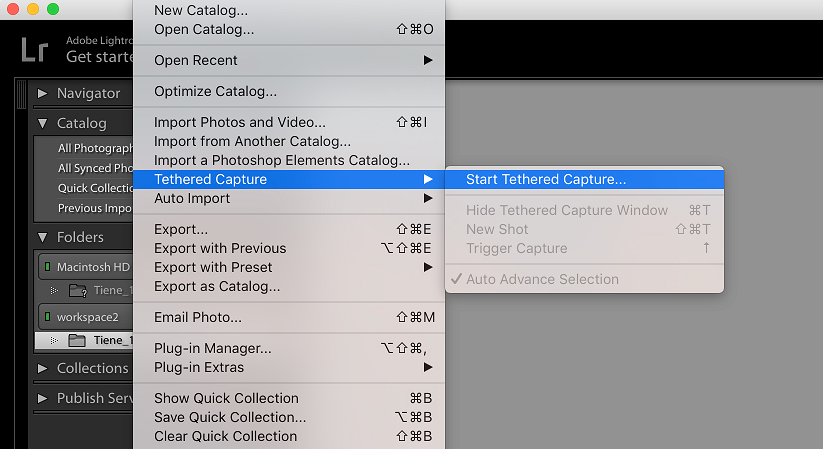 Lr
Adobe Lightro
Get starte
Navigator
Catalog
All Photograp
All Synced Pho
Quick Collectio
Previous Impo
Folders
Macintosh HD
Tiene_1
workspace2
Tiene_1
Collections
Publish Serv
New Catalog...
Open Catalog... ⇧⌘O
Open Recent ▶
Optimize Catalog...
Import Photos and Video... ⇧⌘I
Import from Another Catalog...
Import a Photoshop Elements Catalog...
Tethered Capture ▶
Auto Import ▶
Export... ⇧⌘E
Export with Previous ⌥⇧⌘E
Export with Preset ▶
Export as Catalog...
Email Photo... ⇧⌘M
Plug-in Manager... ⌥⇧⌘,
Plug-in Extras ▶
Show Quick Collection ⌘B
Save Quick Collection... ⌥⌘B
Clear Quick Collection ⇧⌘B
Start Tethered Capture...
Hide Tethered Capture Window ⌘T
New Shot ⇧⌘T
Trigger Capture ↑
✓ Auto Advance Selection